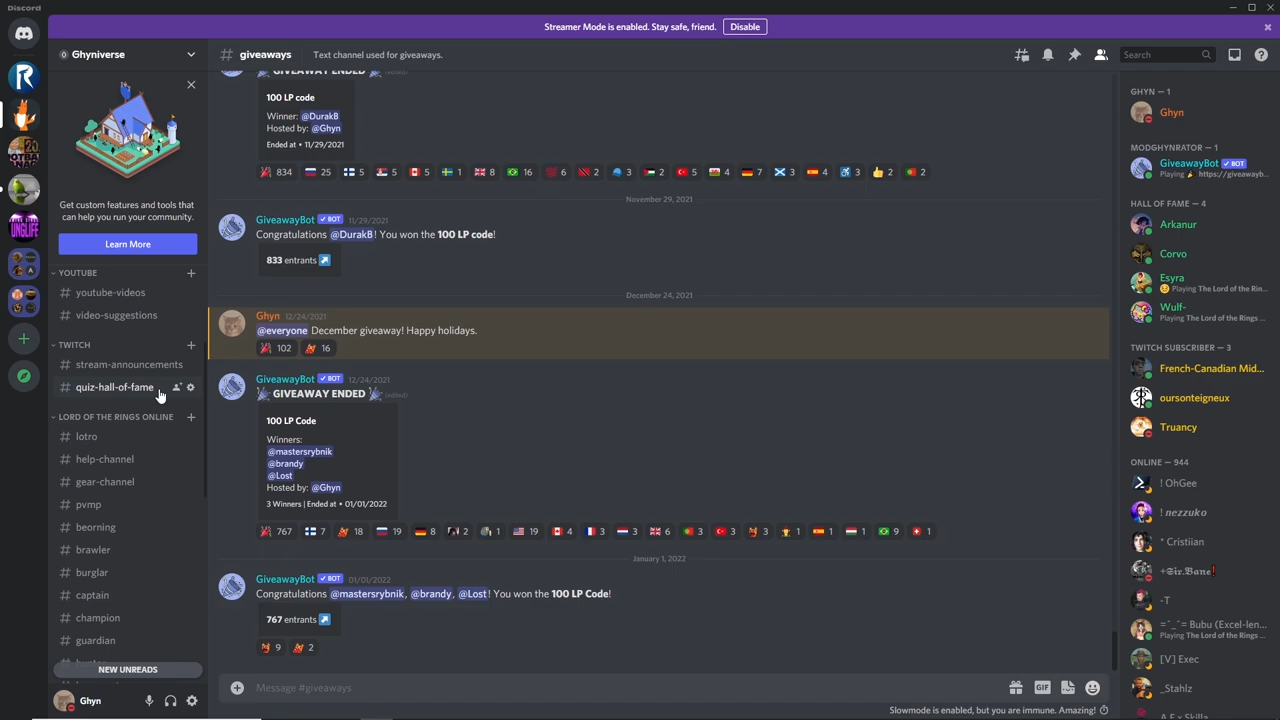 Discord
Streamer Mode is enabled. Stay safe, friend. Disable
Ghyniverse
Get custom features and tools
that can help you run your community.
Learn More
YOUTUBE
# youtube-videos
# video-suggestions
TWITCH
# stream-announcements
# quiz-hall-of-fame
LORD OF THE RINGS ONLINE
# lotro
# help-channel
# gear-channel
# pvmp
# beorning
# brawler
# burglar
# captain
# champion
# guardian
NEW UNREADS
Ghyn
# giveaways Text channel used for giveaways.
Search
GIVEAWAY ENDED (edited)
100 LP code
Winner: @DurakB
Hosted by: @Ghyn
Ended at • 11/29/2021
834 25 5 5 5 1 8 16 6 2 3 2 5 4 7 3 4 3 2 2
November 29, 2021
GiveawayBot BOT 11/29/2021
Congratulations @DurakB! You won the 100 LP code!
833 entrants
December 24, 2021
Ghyn 12/24/2021
@everyone December giveaway! Happy holidays.
102 16
GiveawayBot BOT 12/24/2021
GIVEAWAY ENDED (edited)
100 LP Code
Winners:
@mastersrybnik
@brandy
@Lost
Hosted by: @Ghyn
3 Winners | Ended at • 01/01/2022
767 7 18 19 8 2 1 19 4 3 3 6 3 3 3 1 1 1 9 1
January 1, 2022
GiveawayBot BOT 01/01/2022
Congratulations @mastersrybnik, @brandy, @Lost! You won the 100 LP Code!
767 entrants
9 2
Message #giveaways
GIF
Slowmode is enabled, but you are immune. Amazing!
GHYN — 1
Ghyn
MODGHYNRATOR — 1
GiveawayBot BOT
Playing https://giveawayb...
HALL OF FAME — 4
Arkanur
Corvo
Esyra
Playing The Lord of the Rin...
Wulf-
Playing The Lord of the Rings...
TWITCH SUBSCRIBER — 3
French-Canadian Mid...
oursonteigneux
Truancy
ONLINE — 944
! OhGee
! nezzuko
* Cristiian
+𝕾𝖎𝖗.𝕭𝖆𝖓𝖊❗
-T
Bubu (Excel-len...
Playing The Lord of the Rings ...
[V] Exec
_Stahlz